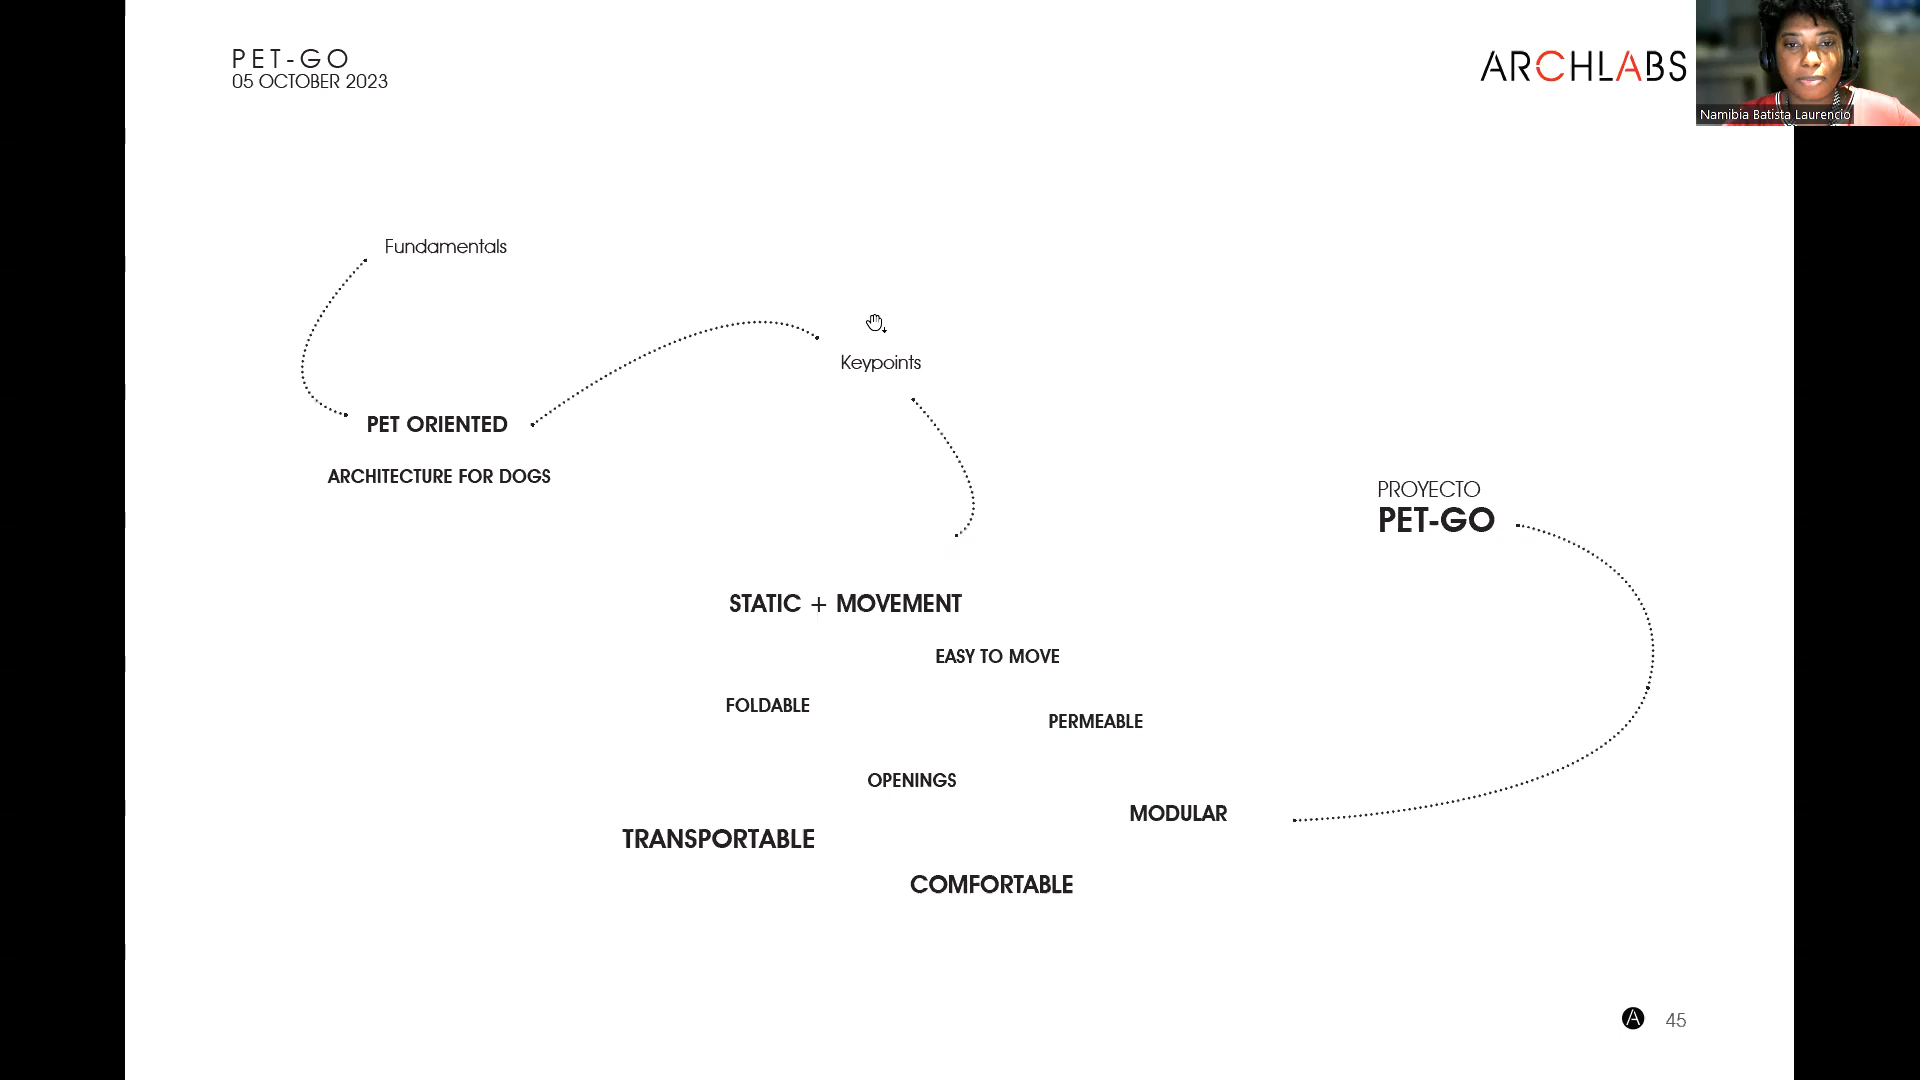 PET-GO
05 OCTOBER 2023
ARCHLABS
Namibia Batista Laurencio
Fundamentals
Keypoints
PET ORIENTED
ARCHITECTURE FOR DOGS
PROYECTO
PET-GO
STATIC + MOVEMENT
EASY TO MOVE
FOLDABLE
PERMEABLE
OPENINGS
MODULAR
TRANSPORTABLE
COMFORTABLE
A 45